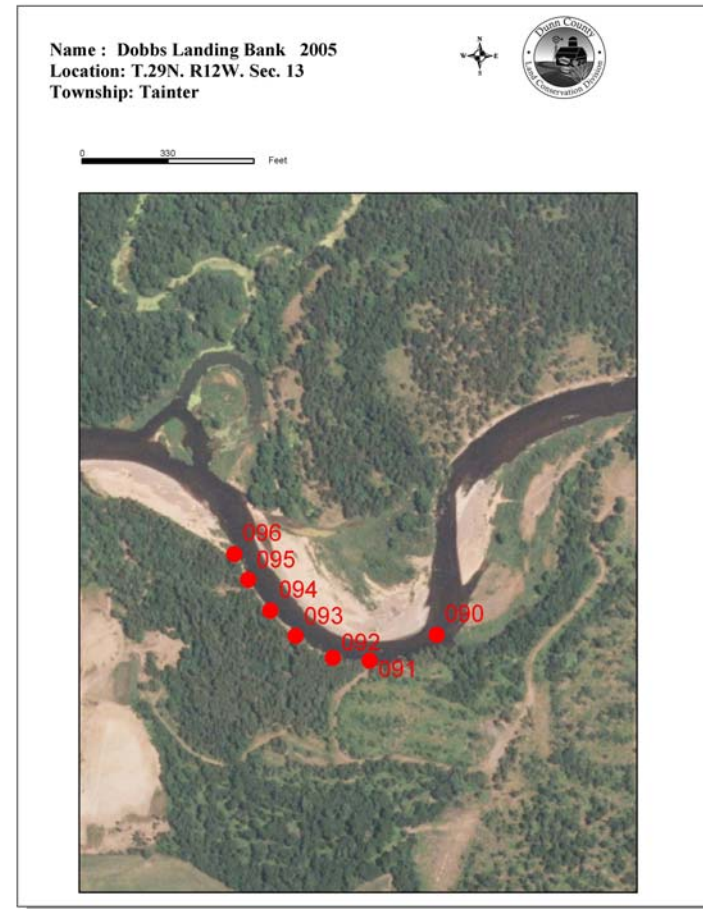 Name : Dobbs Landing Bank 2005
Location: T.29N. R12W. Sec. 13
Township: Tainter
N
W E
S
Dunn County
Land Conservation Division
0 330
Feet
096
095
094
093
092
091
090